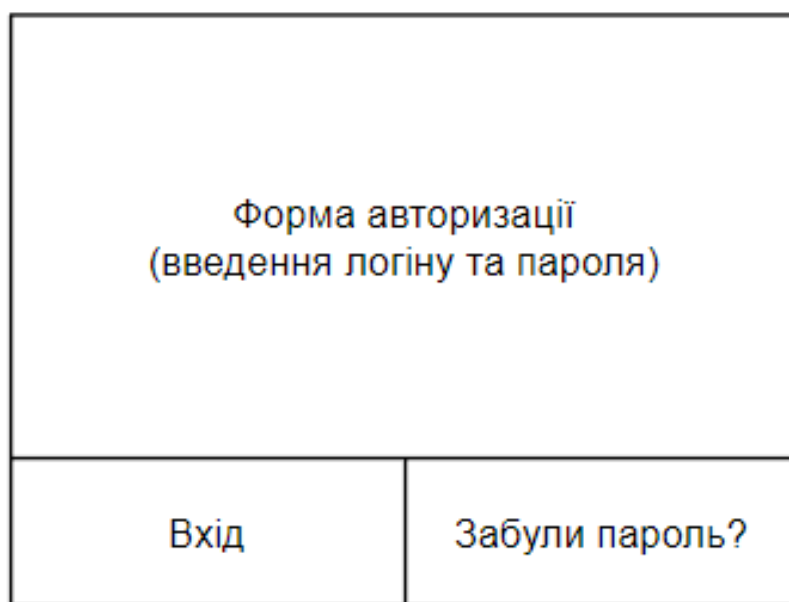 Форма авторизації
(введення логіну та пароля)
Вхід
Забули пароль?